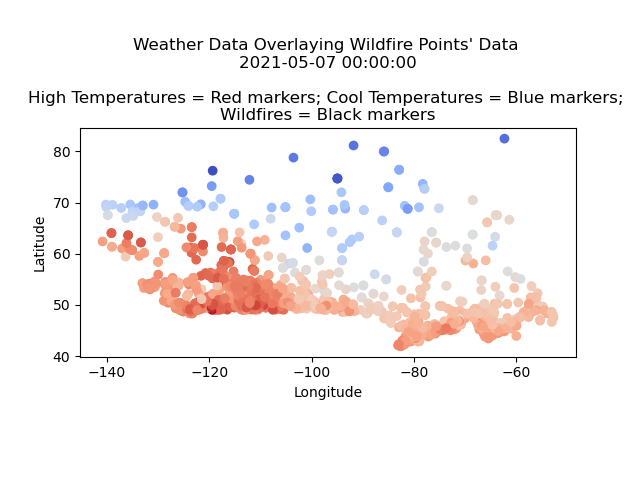 Weather Data Overlaying Wildfire Points' Data
2021-05-07 00:00:00
High Temperatures = Red markers; Cool Temperatures = Blue markers;
Wildfires = Black markers
80
70
60
50
40
Latitude
−140
−120
−100
−80
−60
Longitude